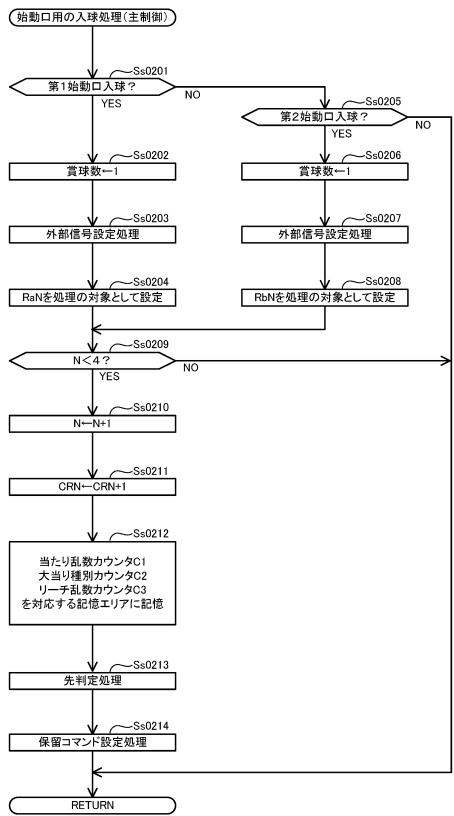 始動口用の入球処理(主制御)
Ss0201
第1始動口入球?
NO
YES
Ss0205
第2始動口入球?
NO
YES
Ss0202
賞球数←1
Ss0206
賞球数←1
Ss0203
外部信号設定処理
Ss0207
外部信号設定処理
Ss0204
RaNを処理の対象として設定
Ss0208
RbNを処理の対象として設定
Ss0209
N<4?
NO
YES
Ss0210
N←N+1
Ss0211
CRN←CRN+1
Ss0212
当たり乱数カウンタC1
大当り種別カウンタC2
リーチ乱数カウンタC3
を対応する記憶エリアに記憶
Ss0213
先判定処理
Ss0214
保留コマンド設定処理
RETURN